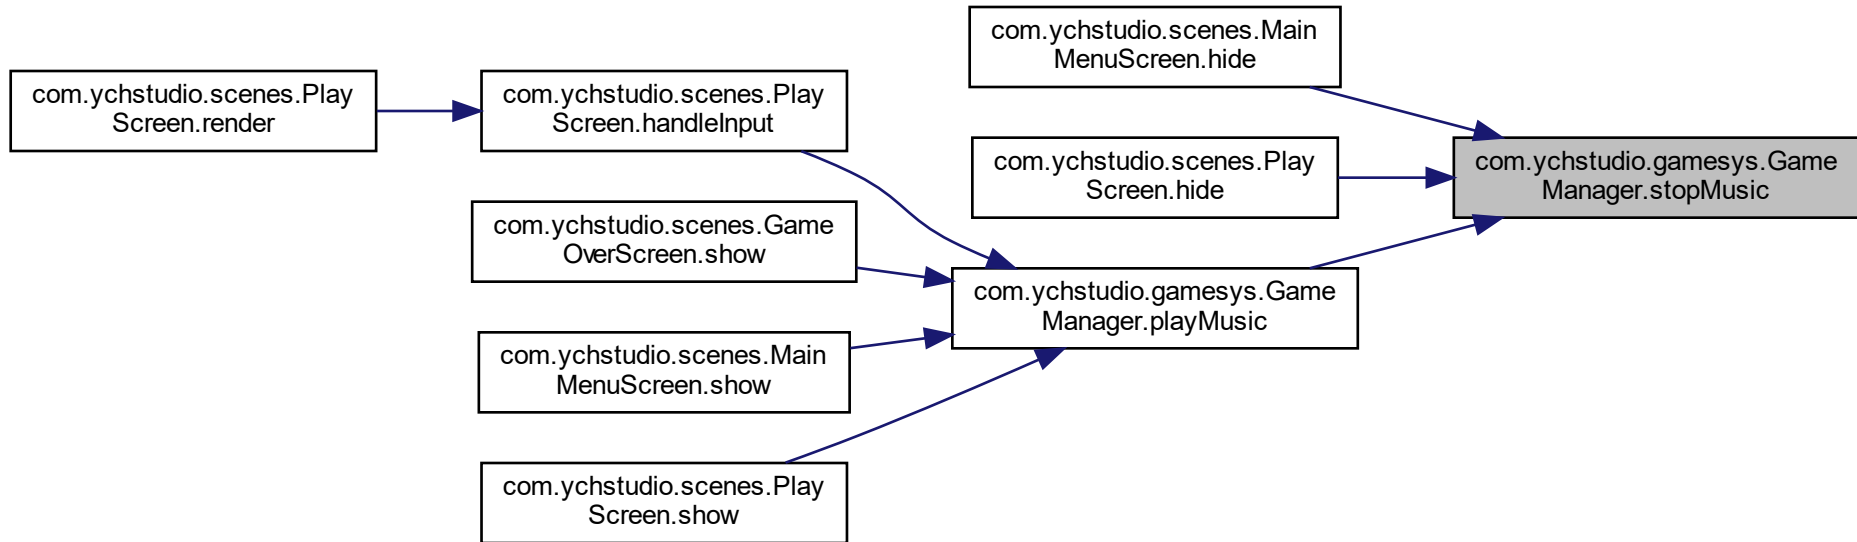 com.ychstudio.scenes.Main
MenuScreen.hide
com.ychstudio.scenes.Play
Screen.render
com.ychstudio.scenes.Play
Screen.handleInput
com.ychstudio.scenes.Play
Screen.hide
com.ychstudio.gamesys.Game
Manager.stopMusic
com.ychstudio.scenes.Game
OverScreen.show
com.ychstudio.gamesys.Game
Manager.playMusic
com.ychstudio.scenes.Main
MenuScreen.show
com.ychstudio.scenes.Play
Screen.show